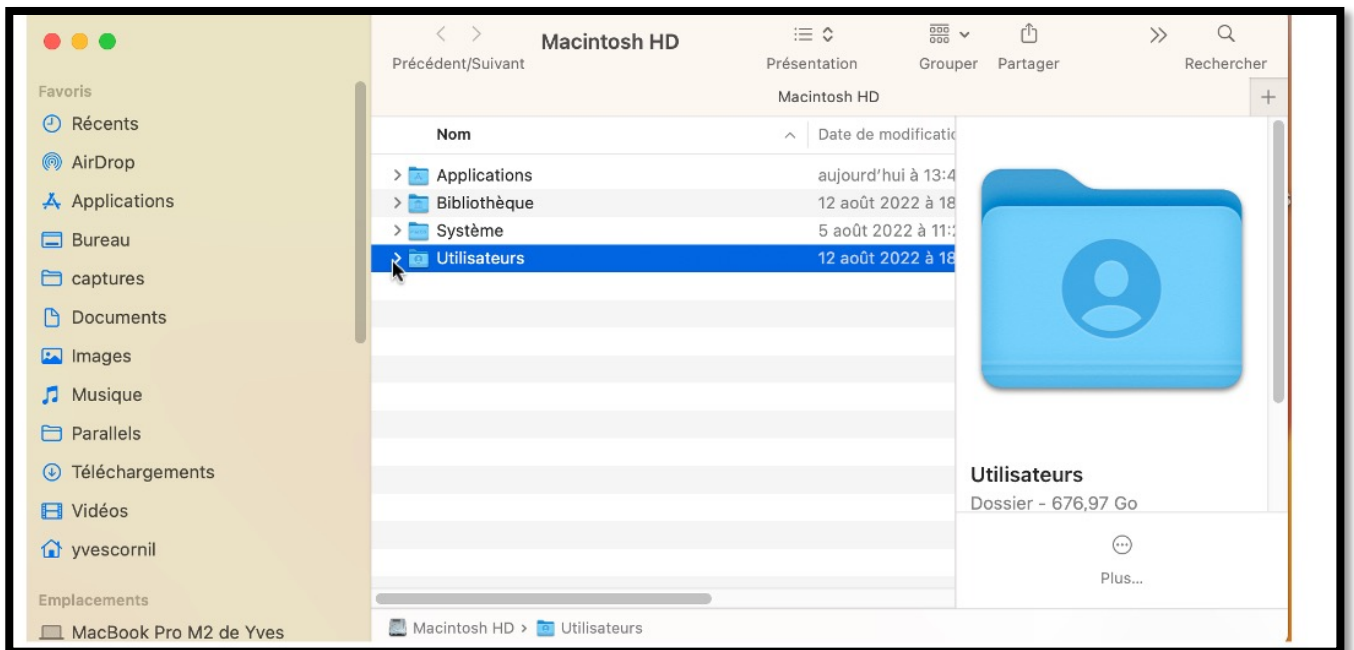 Macintosh HD
Précédent/Suivant
Présentation
Grouper
Partager
Rechercher
Macintosh HD
Favoris
Récents
AirDrop
Applications
Bureau
captures
Documents
Images
Musique
Parallels
Téléchargements
Vidéos
yvescornil
Emplacements
MacBook Pro M2 de Yves
Nom Date de modificatio
Applications aujourd'hui à 13:4
Bibliothèque 12 août 2022 à 18
Système 5 août 2022 à 11:2
Utilisateurs 12 août 2022 à 18
Utilisateurs
Dossier - 676,97 Go
Plus...
Macintosh HD > Utilisateurs